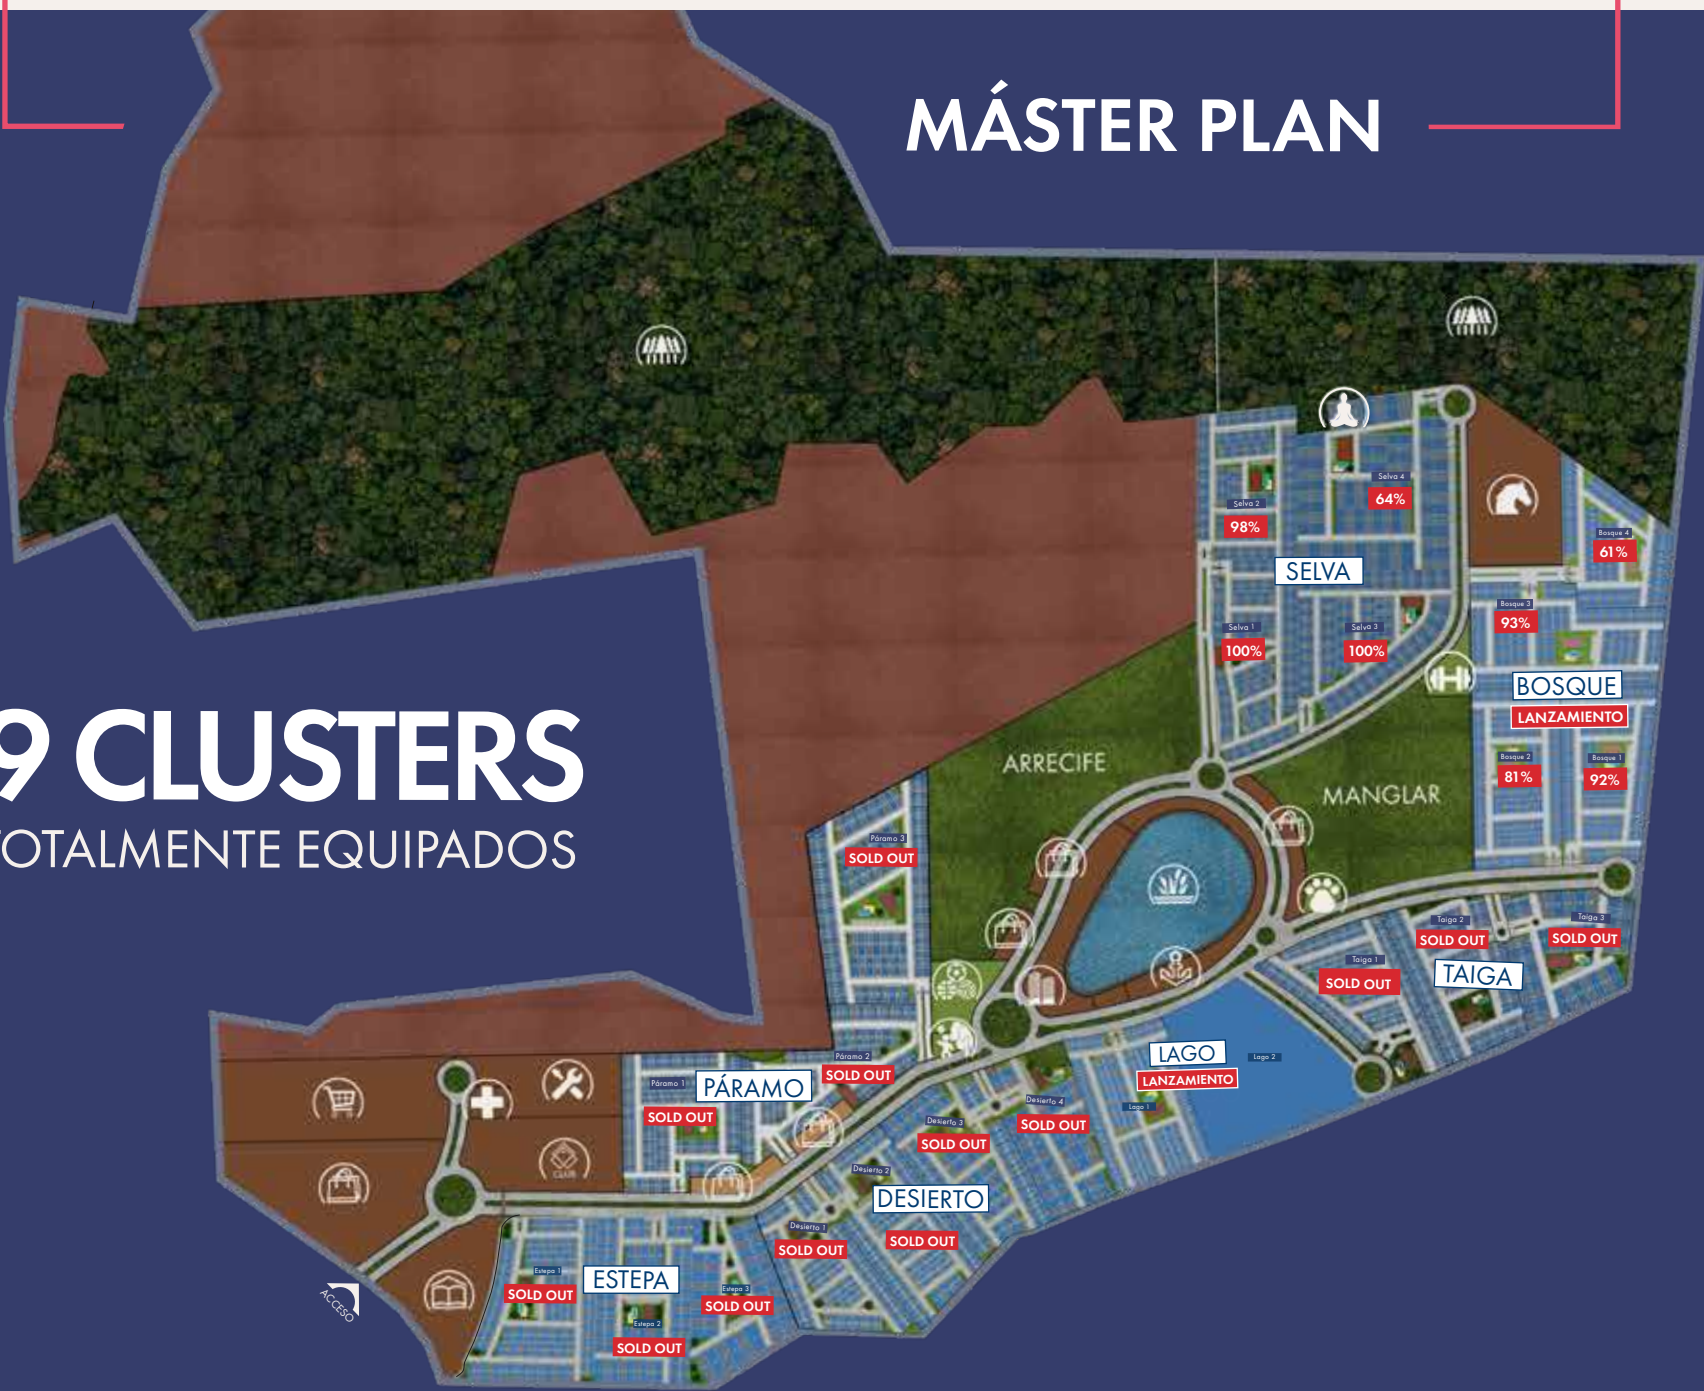 MÁSTER PLAN
9 CLUSTERS
TOTALMENTE EQUIPADOS
Selva 4
64%
Selva 2
98%
SELVA
Selva 1
100%
Selva 3
100%
Bosque 4
61%
Bosque 3
93%
BOSQUE
LANZAMIENTO
Bosque 2
81%
Bosque 1
92%
ARRECIFE
MANGLAR
Páramo 3
SOLD OUT
Taiga 2
SOLD OUT
Taiga 3
SOLD OUT
Taiga 1
SOLD OUT
TAIGA
LAGO
LANZAMIENTO
Lago 2
Lago 1
Páramo 2
SOLD OUT
PÁRAMO
Páramo 1
SOLD OUT
Desierto 4
SOLD OUT
Desierto 3
SOLD OUT
Desierto 2
DESIERTO
SOLD OUT
Desierto 1
SOLD OUT
ESTEPA
Estepa 1
SOLD OUT
Estepa 3
SOLD OUT
Estepa 2
SOLD OUT
ACCESO